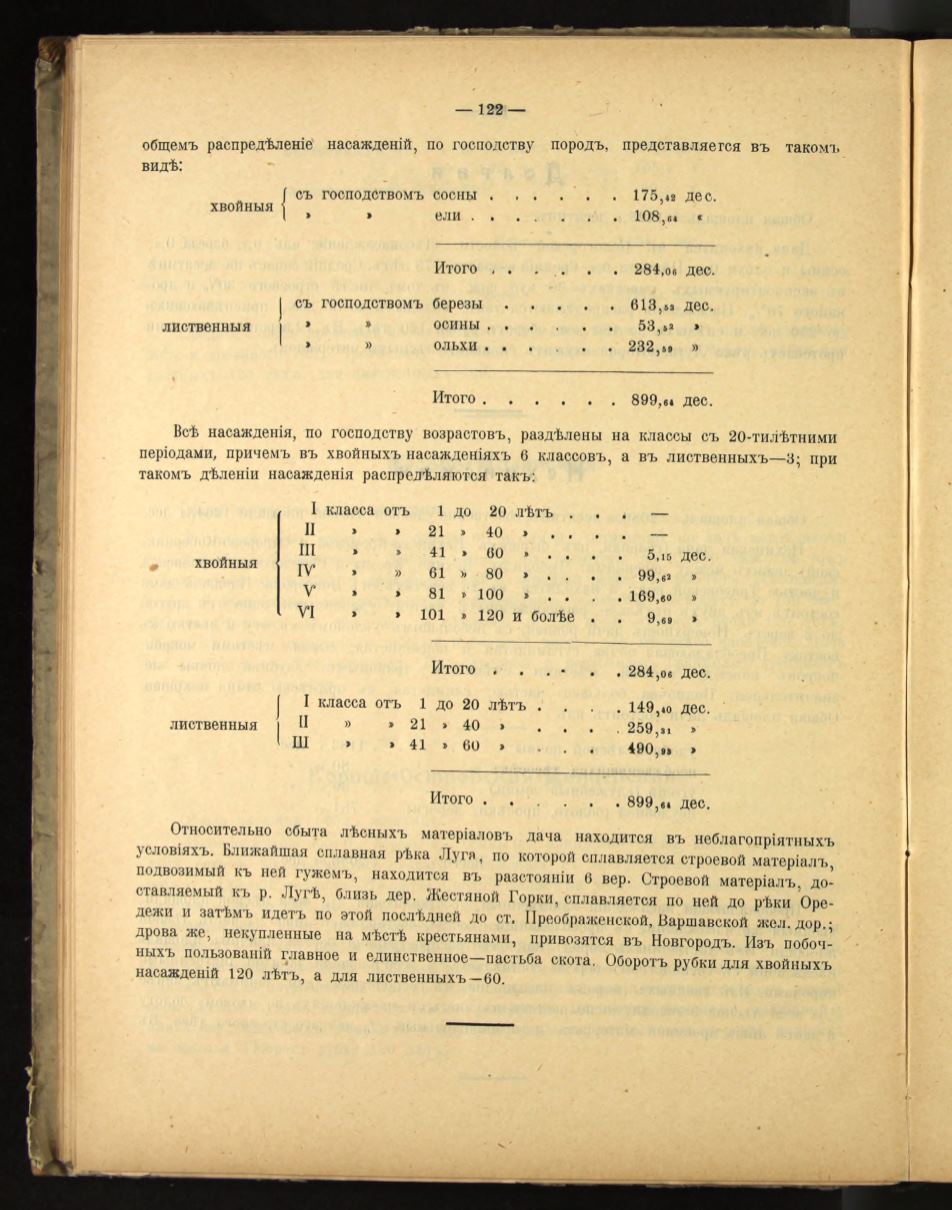 — 122 —
общемъ распредѣленіе насажденій, по господству породъ, представляется въ такомъ
видѣ:
хвойныя { съ господствомъ сосны . . . . . . 175,42 дес.
» » ели . . . . . . . 108,64 «
Итого . . . . . . 284,06 дес.
лиственныя { съ господствомъ березы . . . . . 613,53 дес.
» » осины . . . . . . 53,52 »
» » ольхи . . . . . . 232,59 »
Итого . . . . . . 899,64 дес.
Всѣ насажденія, по господству возрастовъ, раздѣлены на классы съ 20-тилѣтними
періодами, причемъ въ хвойныхъ насажденіяхъ 6 классовъ, а въ лиственныхъ—3; при
такомъ дѣленіи насажденія распредѣляются такъ:
хвойныя { I класса отъ 1 до 20 лѣтъ . . . —
II » » 21 » 40 » . . . . —
III » » 41 » 60 » . . . . 5,15 дес.
IV » » 61 » 80 » . . . . 99,62 »
V » » 81 » 100 » . . . . 169,60 »
VI » » 101 » 120 и болѣе . . 9,69 »
Итого . . . . . . 284,06 дес.
лиственныя { I класса отъ 1 до 20 лѣтъ . . . . 149,40 дес.
II » » 21 » 40 » . . . . 259,31 »
III » » 41 » 60 » . . . . 490,93 »
Итого . . . . . . 899,64 дес.
Относительно сбыта лѣсныхъ матеріаловъ дача находится въ неблагопріятныхъ
условіяхъ. Ближайшая сплавная рѣка Луга, по которой сплавляется строевой матеріалъ,
подвозимый къ ней гужемъ, находится въ разстояніи 6 вер. Строевой матеріалъ, до-
ставляемый къ р. Лугѣ, близь дер. Жестяной Горки, сплавляется по ней до рѣки Оре-
дежи и затѣмъ идетъ по этой послѣдней до ст. Преображенской, Варшавской жел. дор.;
дрова же, некупленные на мѣстѣ крестьянами, привозятся въ Новгородъ. Изъ побоч-
ныхъ пользованій главное и единственное—пастьба скота. Оборотъ рубки для хвойныхъ
насажденій 120 лѣтъ, а для лиственныхъ—60.